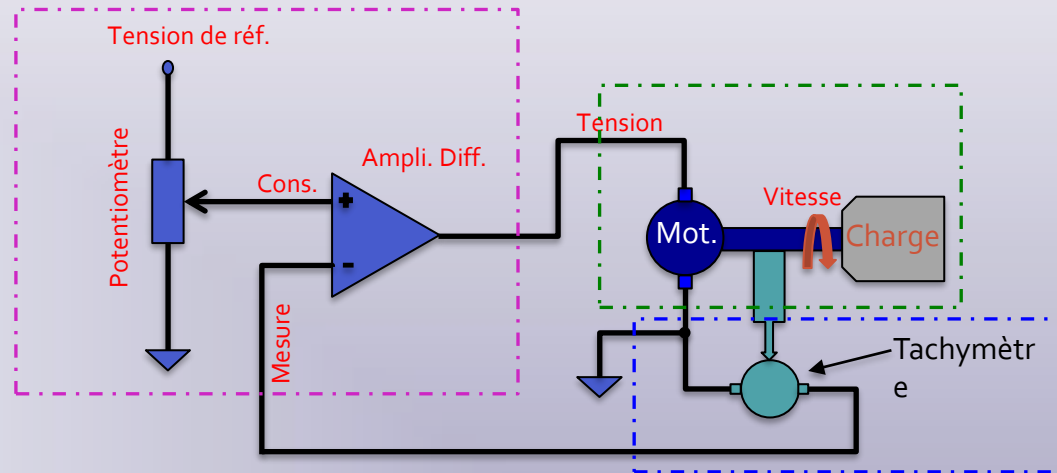 Tension de réf.
Potentiomètre
Cons.
Ampli. Diff.
+
-
Mesure
Tension
Mot.
Vitesse
Charge
Tachymètr
e